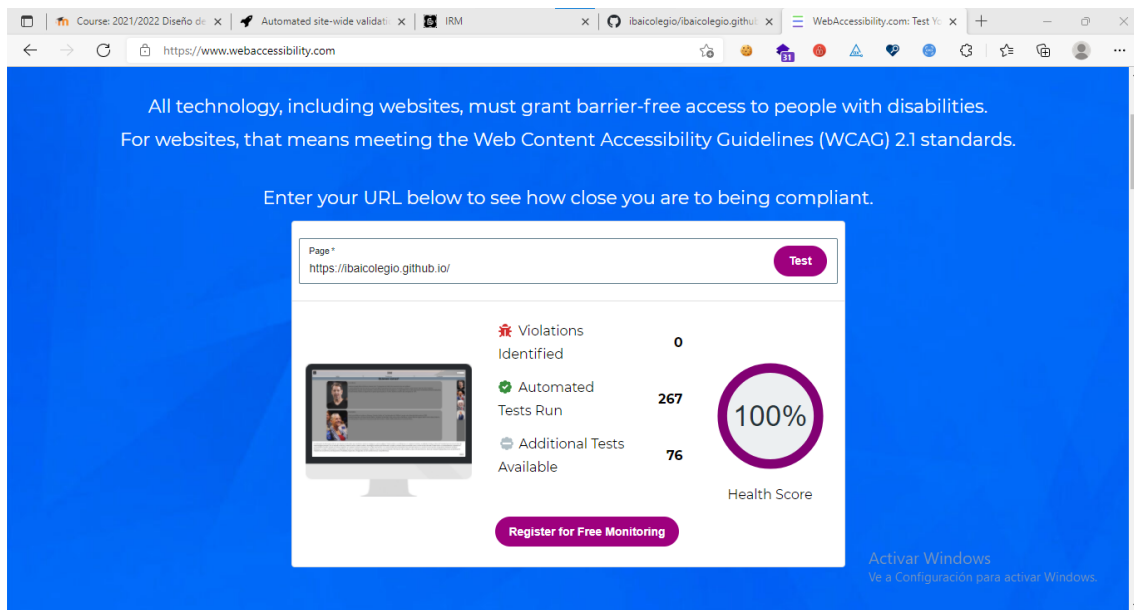 Course: 2021/2022 Diseño de
Automated site-wide validati
IRM
ibaicolegio/ibaicolegio.github
WebAccessibility.com: Test Yo
https://www.webaccessibility.com
31
All technology, including websites, must grant barrier-free access to people with disabilities.
For websites, that means meeting the Web Content Accessibility Guidelines (WCAG) 2.1 standards.
Enter your URL below to see how close you are to being compliant.
Page *
https://ibaicolegio.github.io/
Test
Violations
Identified
0
Automated
Tests Run
267
Additional Tests
Available
76
100%
Health Score
Register for Free Monitoring
Activar Windows
Ve a Configuración para activar Windows.